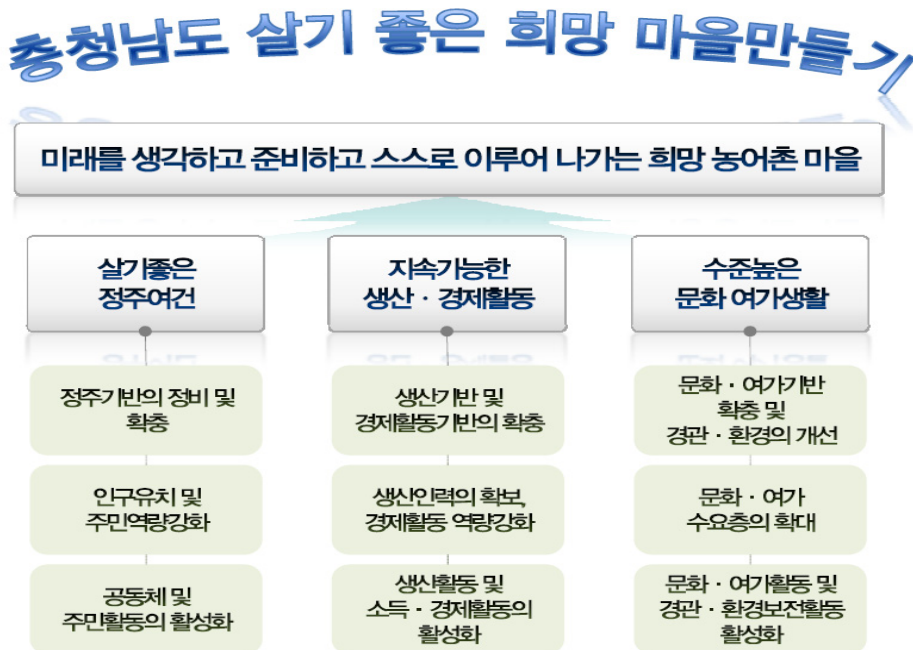 충청남도 살기 좋은 희망 마을만들기
미래를 생각하고 준비하고 스스로 이루어 나가는 희망 농어촌 마을
살기좋은
정주여건
정주기반의 정비 및
확충
인구유치 및
주민역량강화
공동체 및
주민활동의 활성화
지속가능한
생산 · 경제활동
생산기반 및
경제활동기반의 확충
생산인력의 확보,
경제활동 역량강화
생산활동 및
소득 · 경제활동의
활성화
수준높은
문화 여가생활
문화 · 여가기반
확충 및
경관 · 환경의 개선
문화 · 여가
수요층의 확대
문화 · 여가활동 및
경관 · 환경보전활동
활성화